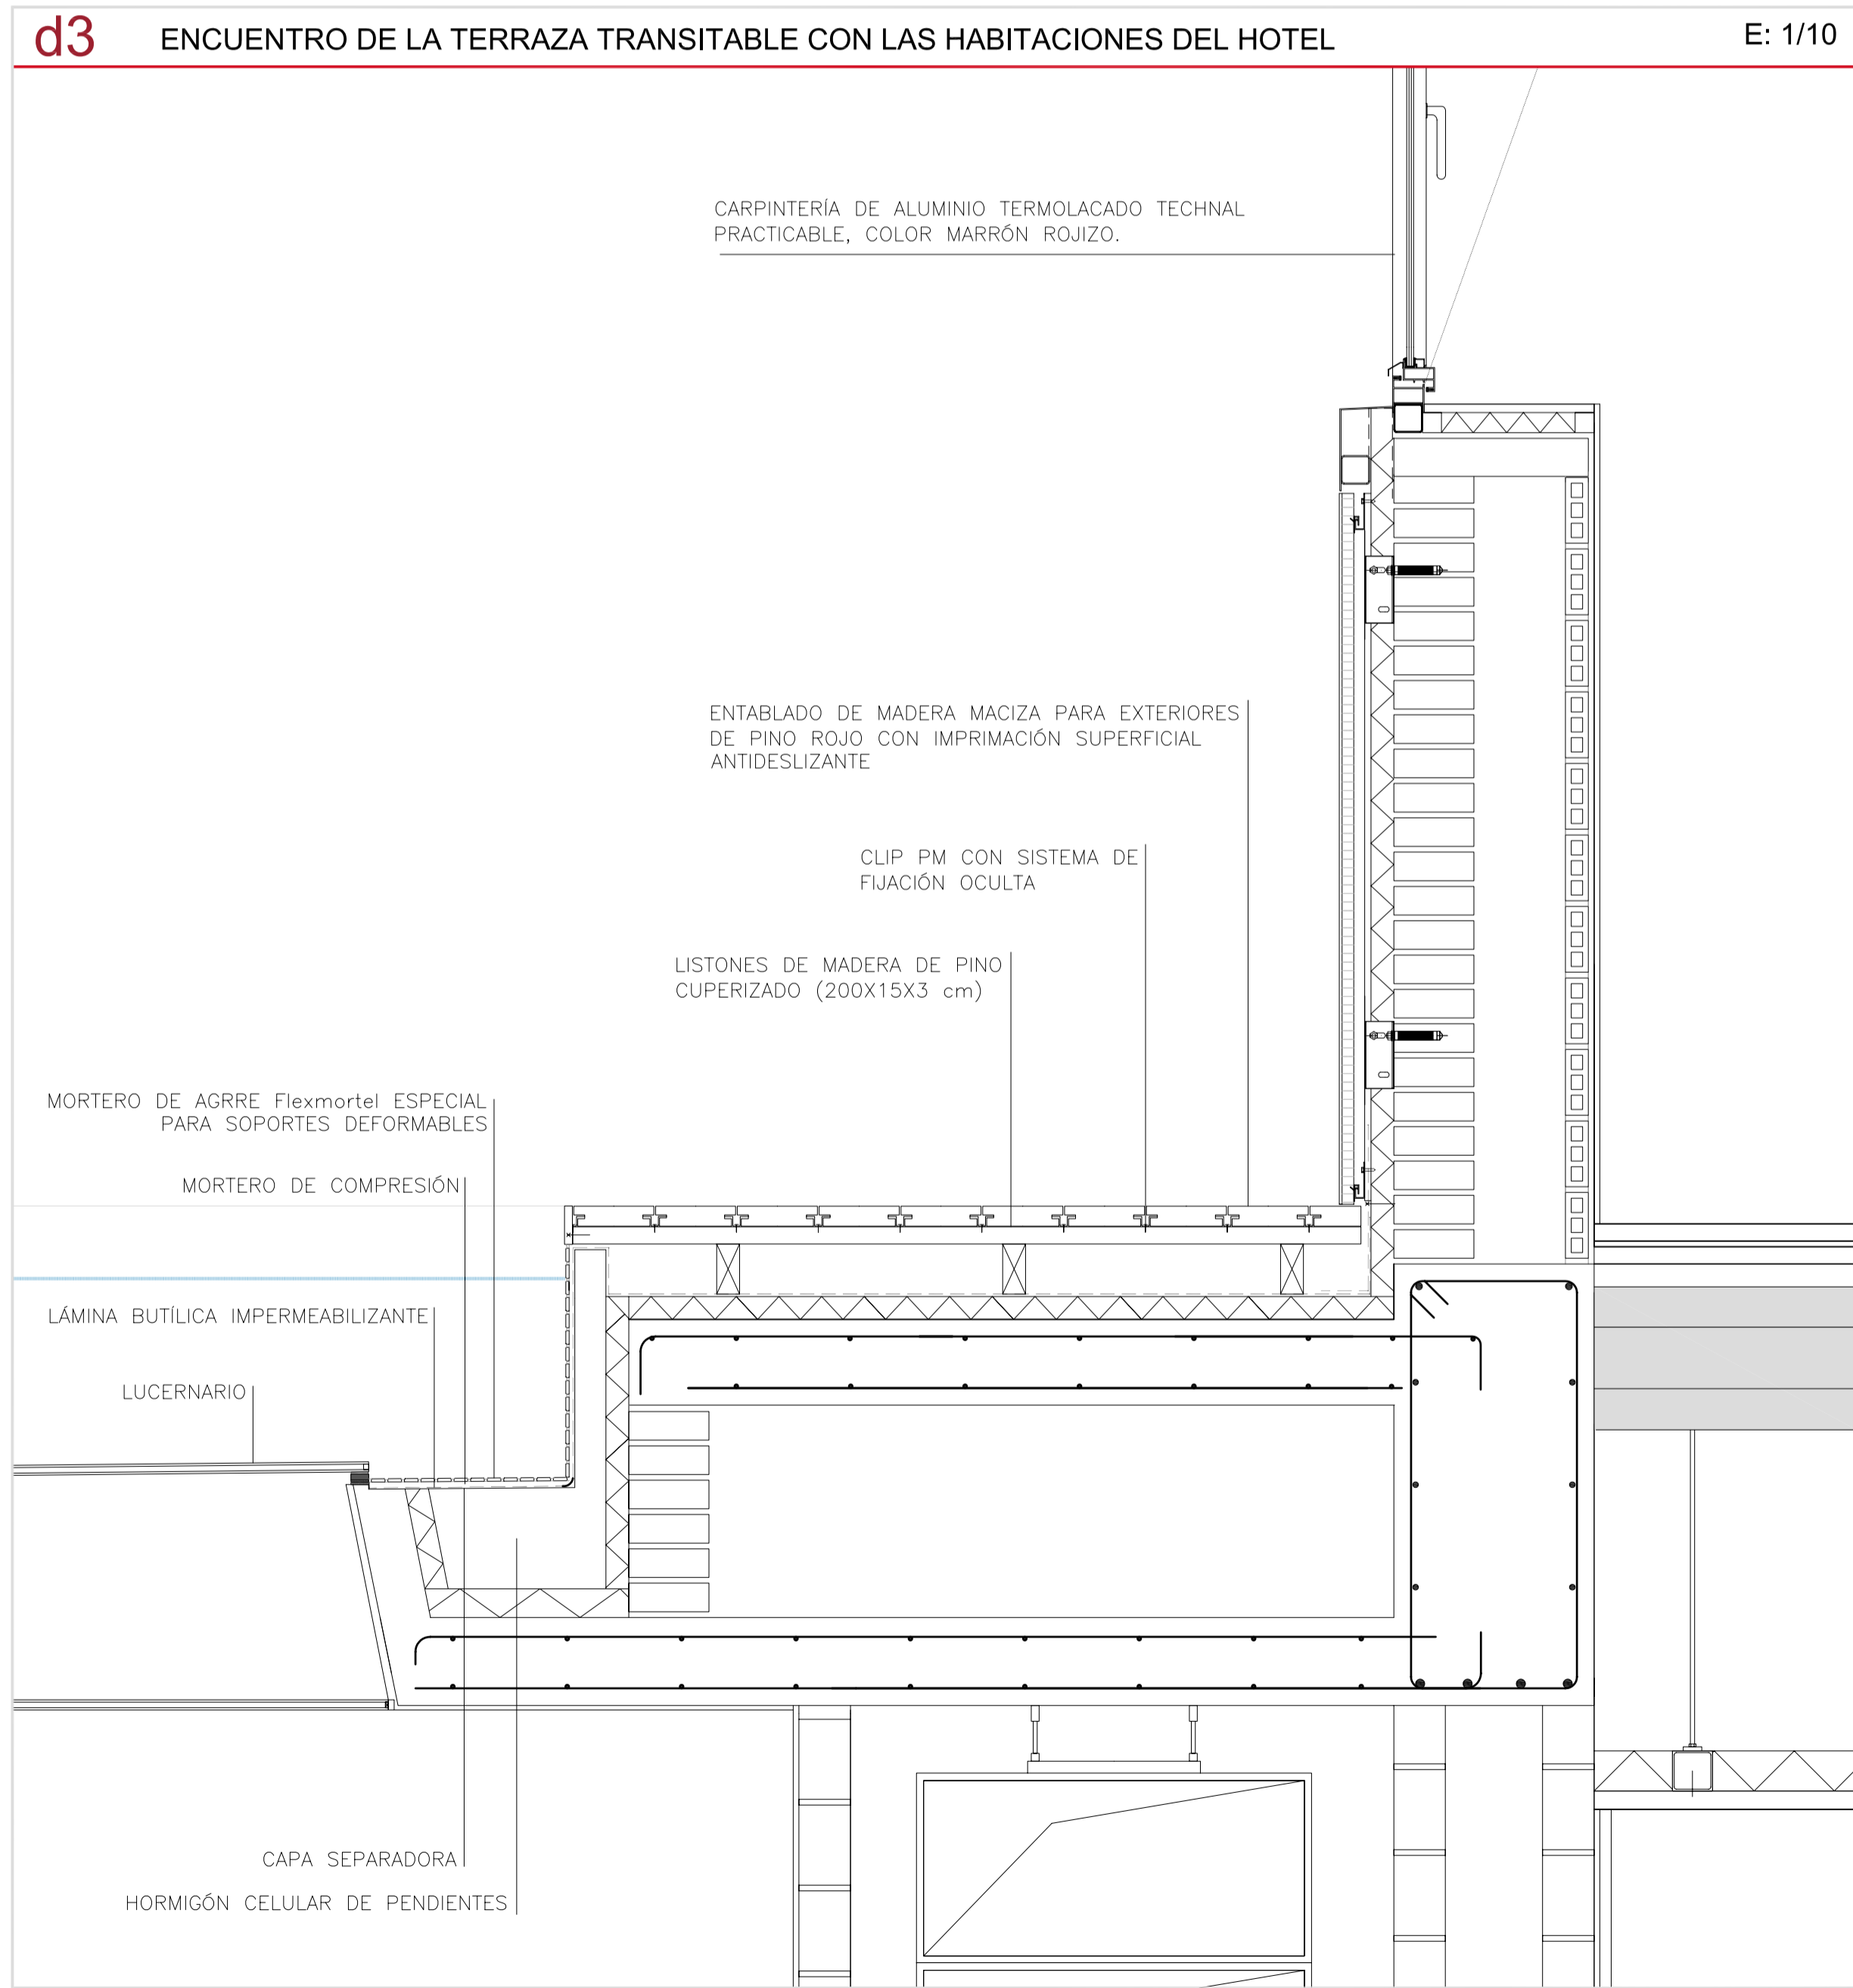 d3 ENCUENTRO DE LA TERRAZA TRANSITABLE CON LAS HABITACIONES DEL HOTEL E: 1/10
CARPINTERÍA DE ALUMINIO TERMOLACADO TECHNAL
PRACTICABLE, COLOR MARRÓN ROJIZO.
ENTABLADO DE MADERA MACIZA PARA EXTERIORES
DE PINO ROJO CON IMPRIMACIÓN SUPERFICIAL
ANTIDESLIZANTE
CLIP PM CON SISTEMA DE
FIJACIÓN OCULTA
LISTONES DE MADERA DE PINO
CUPERIZADO (200X15X3 cm)
MORTERO DE AGRRE Flexmortel ESPECIAL
PARA SOPORTES DEFORMABLES
MORTERO DE COMPRESIÓN
LÁMINA BUTÍLICA IMPERMEABILIZANTE
LUCERNARIO
CAPA SEPARADORA
HORMIGÓN CELULAR DE PENDIENTES